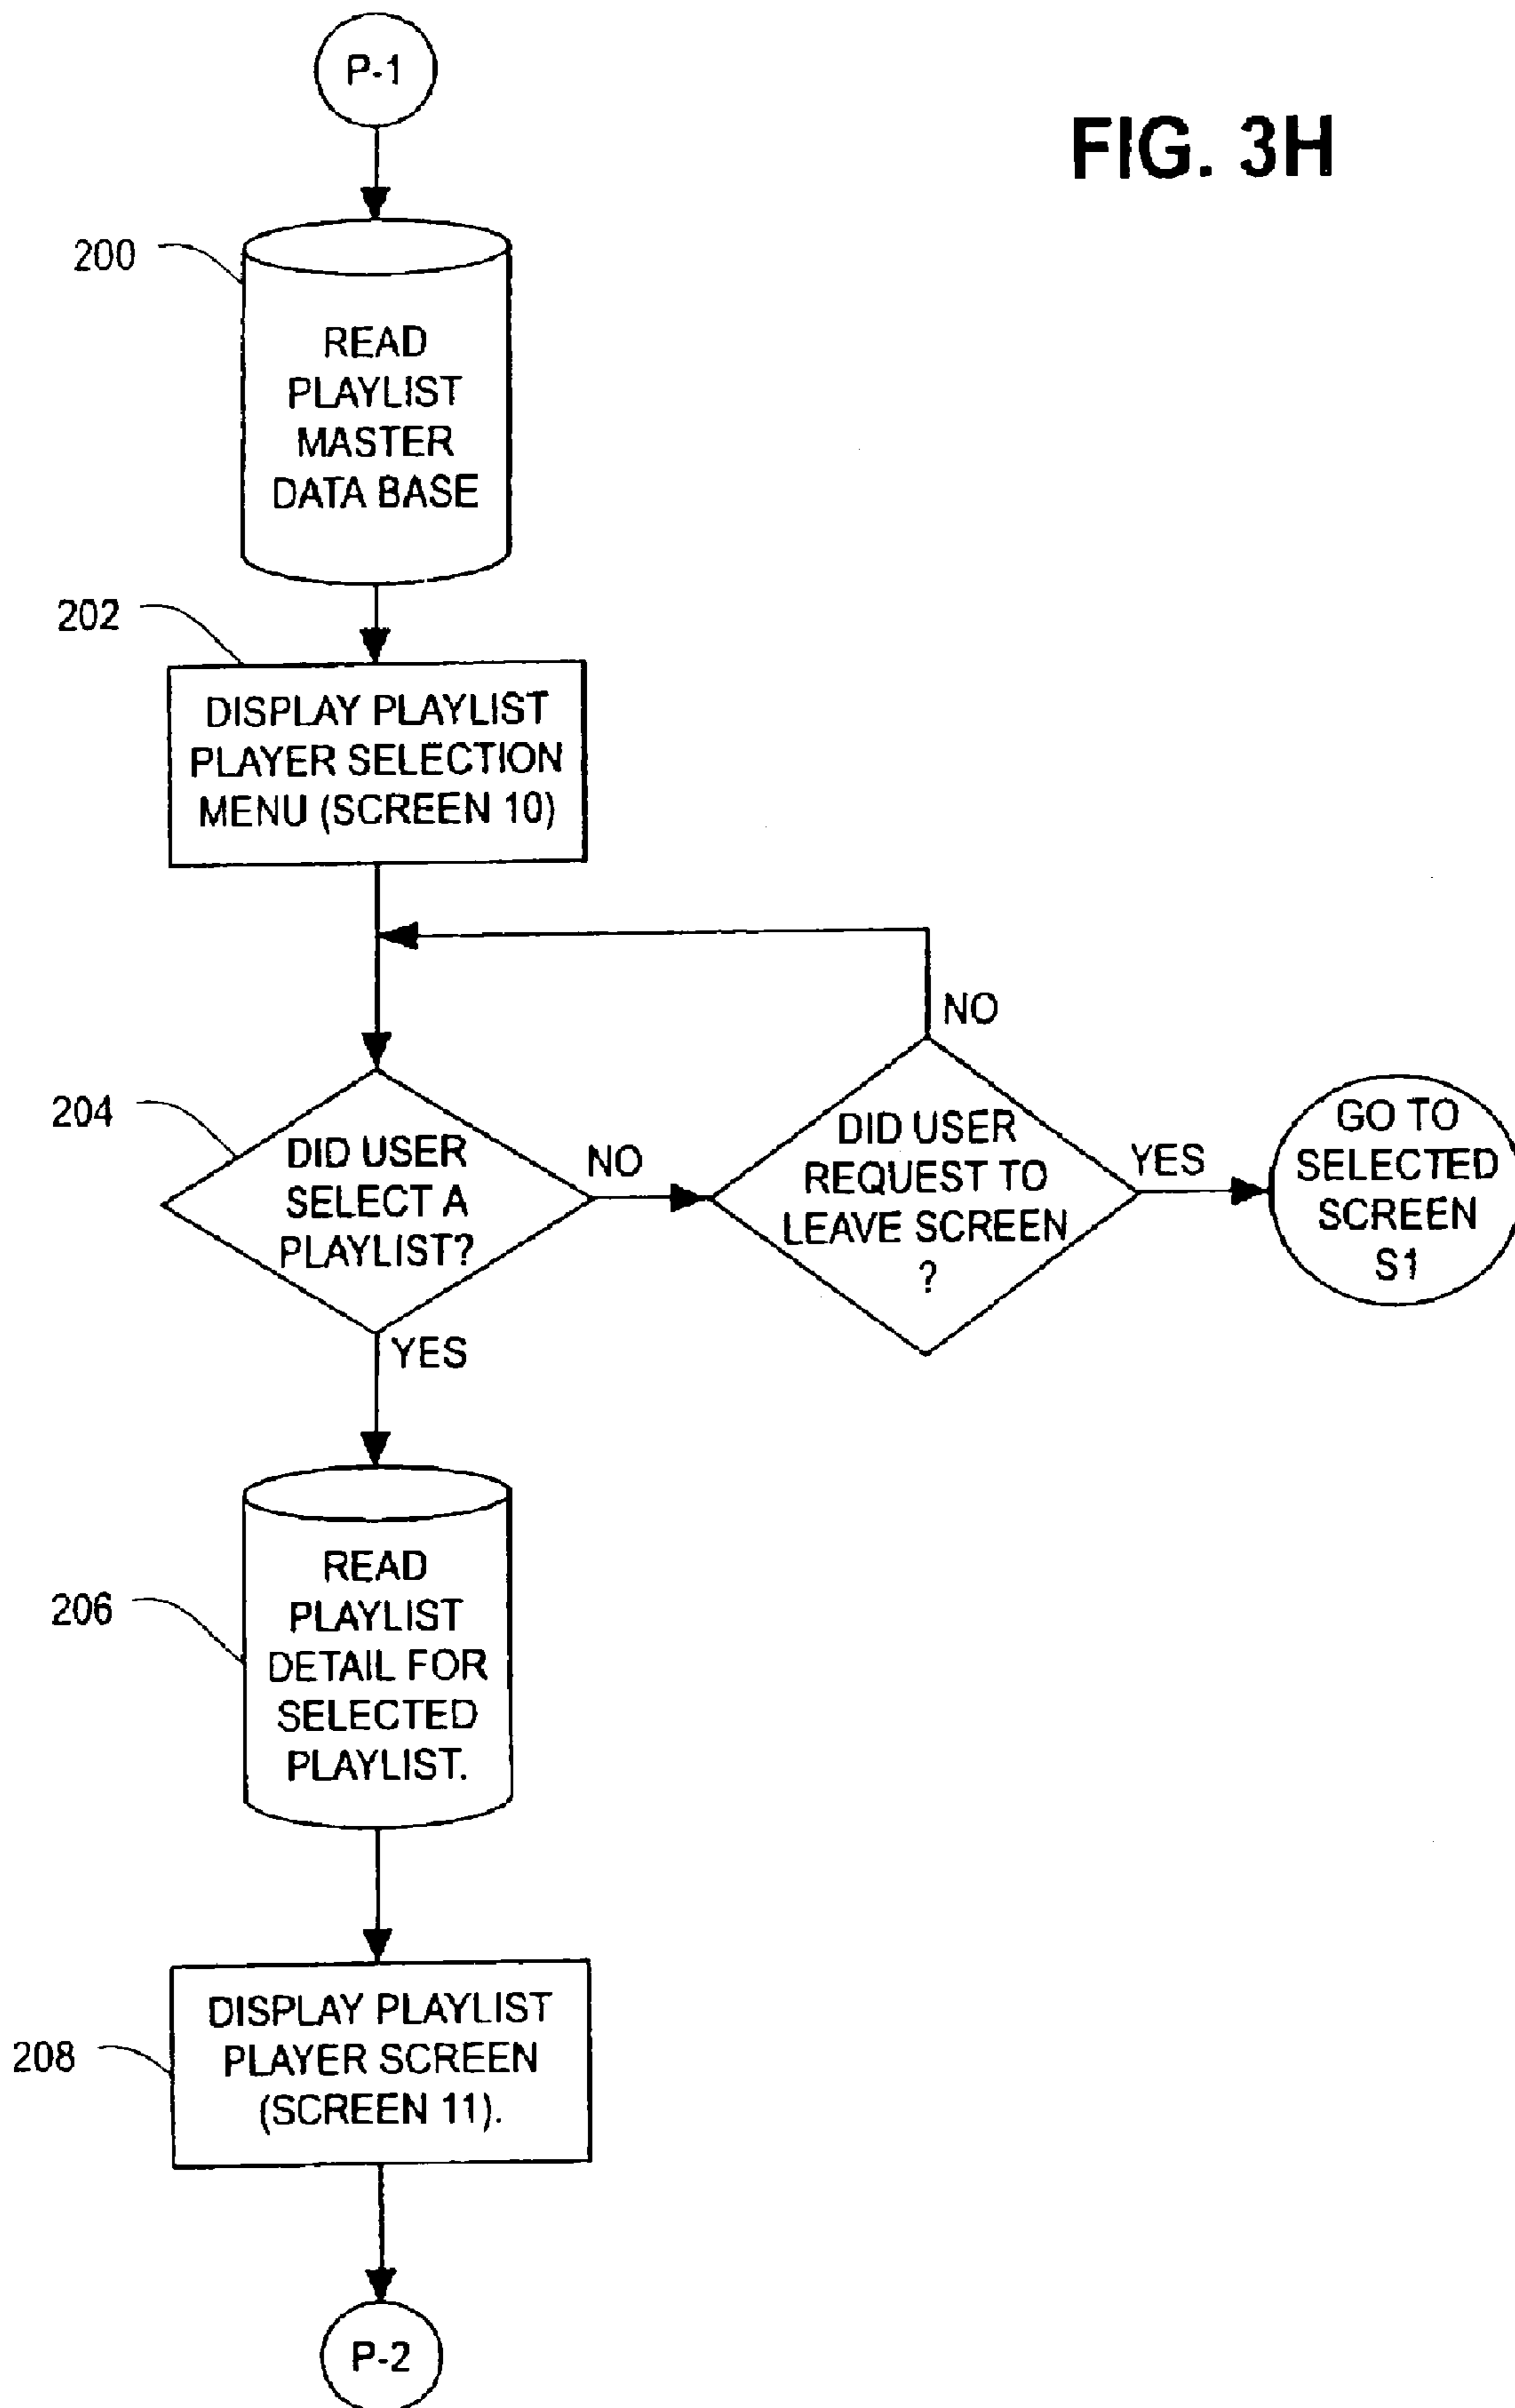 P-1
FIG. 3H
200
READ
PLAYLIST
MASTER
DATA BASE
202
DISPLAY PLAYLIST
PLAYER SELECTION
MENU (SCREEN 10)
NO
204
DID USER
SELECT A
PLAYLIST?
NO
DID USER
REQUEST TO
LEAVE SCREEN
?
YES
GO TO
SELECTED
SCREEN
S1
YES
206
READ
PLAYLIST
DETAIL FOR
SELECTED
PLAYLIST.
208
DISPLAY PLAYLIST
PLAYER SCREEN
(SCREEN 11).
P-2